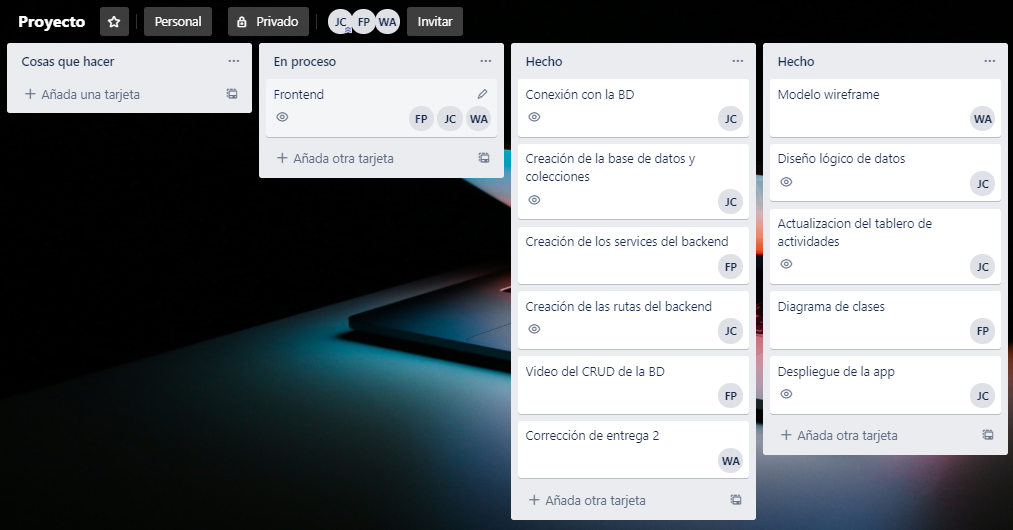 Proyecto
Personal
Privado
JC FP WA
Invitar
Cosas que hacer
Añada una tarjeta
En proceso
Frontend
FP JC WA
Añada otra tarjeta
Hecho
Conexión con la BD
JC
Creación de la base de datos y
colecciones
JC
Creación de los services del backend
FP
Creación de las rutas del backend
JC
Video del CRUD de la BD
FP
Corrección de entrega 2
WA
Añada otra tarjeta
Hecho
Modelo wireframe
WA
Diseño lógico de datos
JC
Actualizacion del tablero de
actividades
JC
Diagrama de clases
FP
Despliegue de la app
JC
Añada otra tarjeta